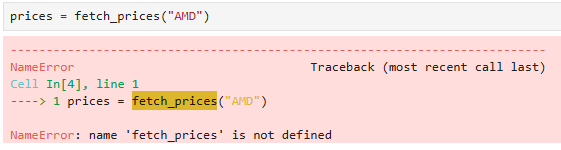 prices = fetch_prices("AMD")
---------------------------------------------------------------------------
NameError                                 Traceback (most recent call last)
Cell In[4], line 1
----> 1 prices = fetch_prices("AMD")

NameError: name 'fetch_prices' is not defined